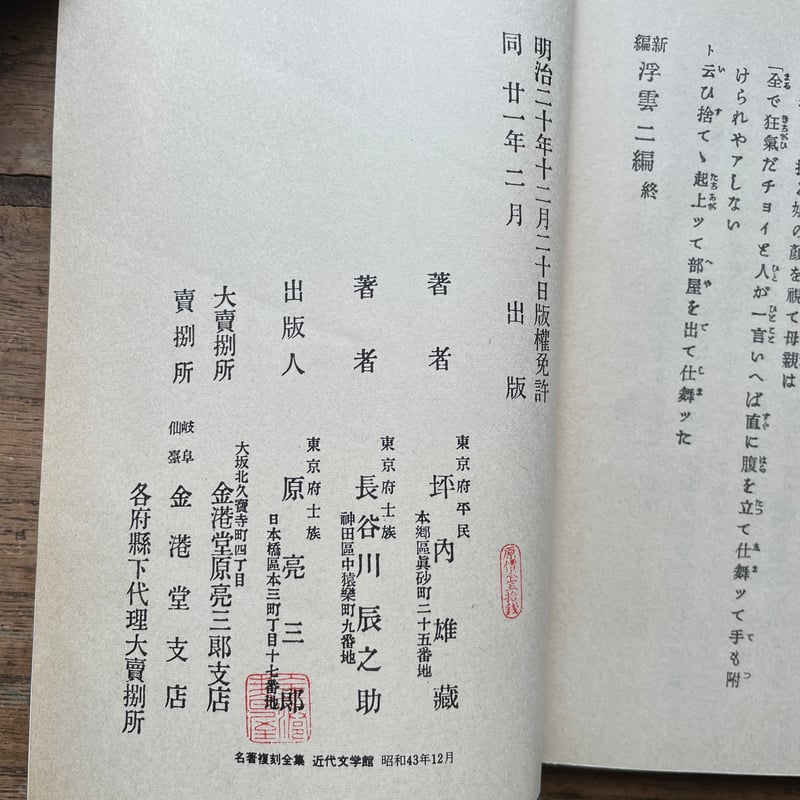 の顔を視て母親は
「全で狂氣だチョイと人が一言いへば直に腹を立て仕舞ッて手も附
けられやアしない
ト云ひ捨てゝ起上ッて部屋を出て仕舞ッた
新編 浮雲二編 終
明治二十年十二月二十日版權免許
同 廿一年二月 出版
著者 東京府平民 坪內雄藏 本郷區眞砂町二十五番地
著者 東京府士族 長谷川辰之助 神田區中猿樂町九番地
出版人 東京府士族 原亮三郎 日本橋區本三町丁目十七番地
大賣捌所 大坂北久寶寺町四丁目 金港堂原亮三郎支店
賣捌所 岐阜 仙臺 金港堂支店
各府縣下代理大賣捌所
名著複刻全集 近代文学館 昭和43年12月